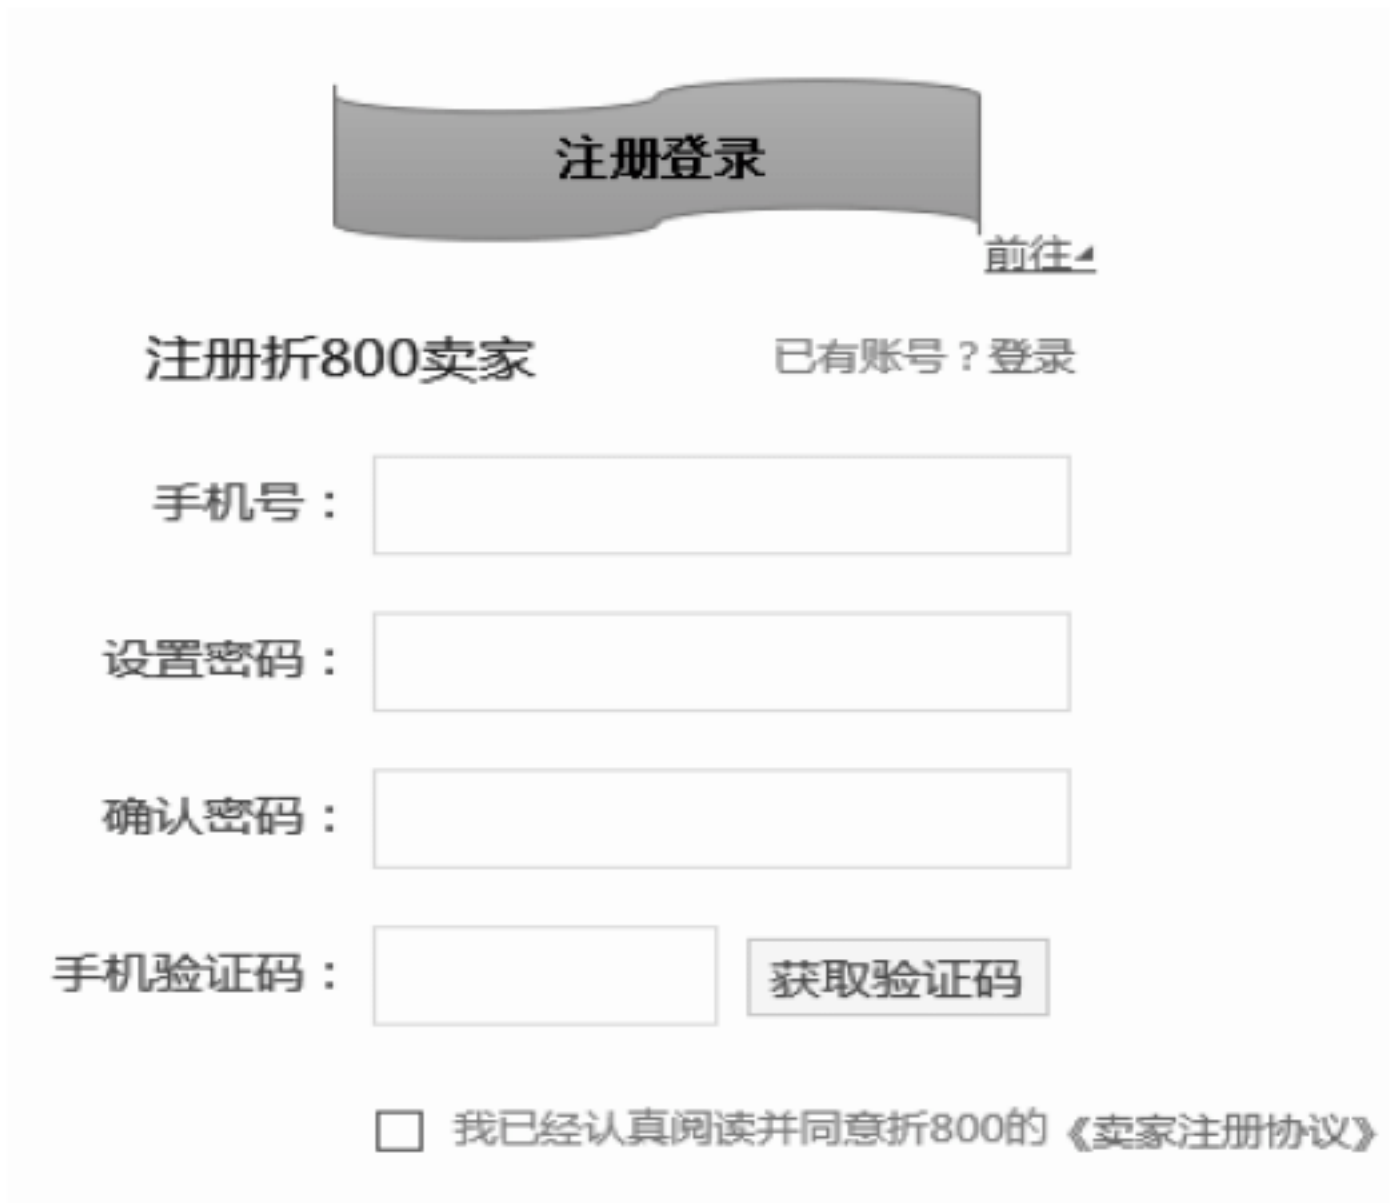 注册登录
前往
注册折800卖家 已有账号？登录
手机号：
设置密码：
确认密码：
手机验证码： 获取验证码
我已经认真阅读并同意折800的《卖家注册协议》